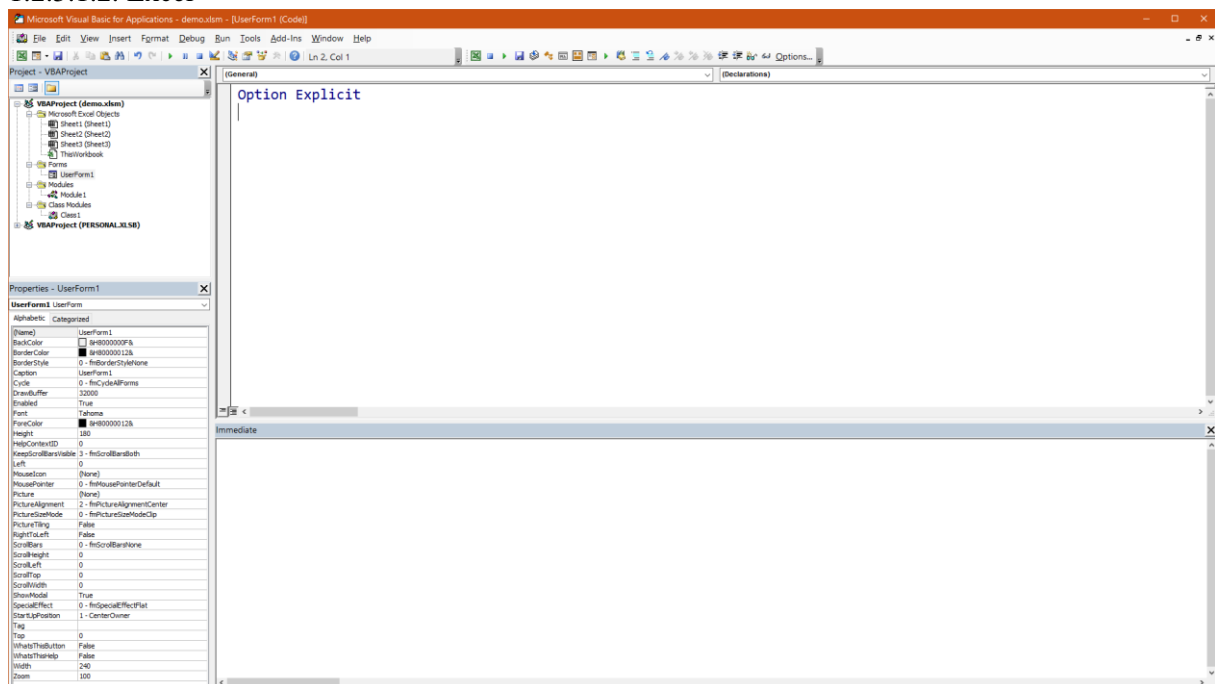 Microsoft Visual Basic for Applications - demo.xlsm - [UserForm1 (Code)]
File Edit View Insert Format Debug Run Tools Add-Ins Window Help
Ln 2, Col 1
Options...
Project - VBAProject
VBAProject (demo.xlsm)
Microsoft Excel Objects
Sheet1 (Sheet1)
Sheet2 (Sheet2)
Sheet3 (Sheet3)
ThisWorkbook
Forms
UserForm1
Modules
Module1
Class Modules
Class1
VBAProject (PERSONAL.XLSB)
(General)
(Declarations)
Option Explicit
Properties - UserForm1
UserForm1 UserForm
Alphabetic Categorized
(Name) UserForm1
BackColor &H8000000F&
BorderColor &H80000012&
BorderStyle 0 - fmBorderStyleNone
Caption UserForm1
Cycle 0 - fmCycleAllForms
DrawBuffer 32000
Enabled True
Font Tahoma
ForeColor &H80000012&
Height 180
HelpContextID 0
KeepScrollBarsVisible 3 - fmScrollBarsBoth
Left 0
MouseIcon (None)
MousePointer 0 - fmMousePointerDefault
Picture (None)
PictureAlignment 2 - fmPictureAlignmentCenter
PictureSizeMode 0 - fmPictureSizeModeClip
PictureTiling False
RightToLeft False
ScrollBars 0 - fmScrollBarsNone
ScrollHeight 0
ScrollLeft 0
ScrollTop 0
ScrollWidth 0
ShowModal True
SpecialEffect 0 - fmSpecialEffectFlat
StartUpPosition 1 - CenterOwner
Tag
Top 0
WhatsThisButton False
WhatsThisHelp False
Width 240
Zoom 100
Immediate